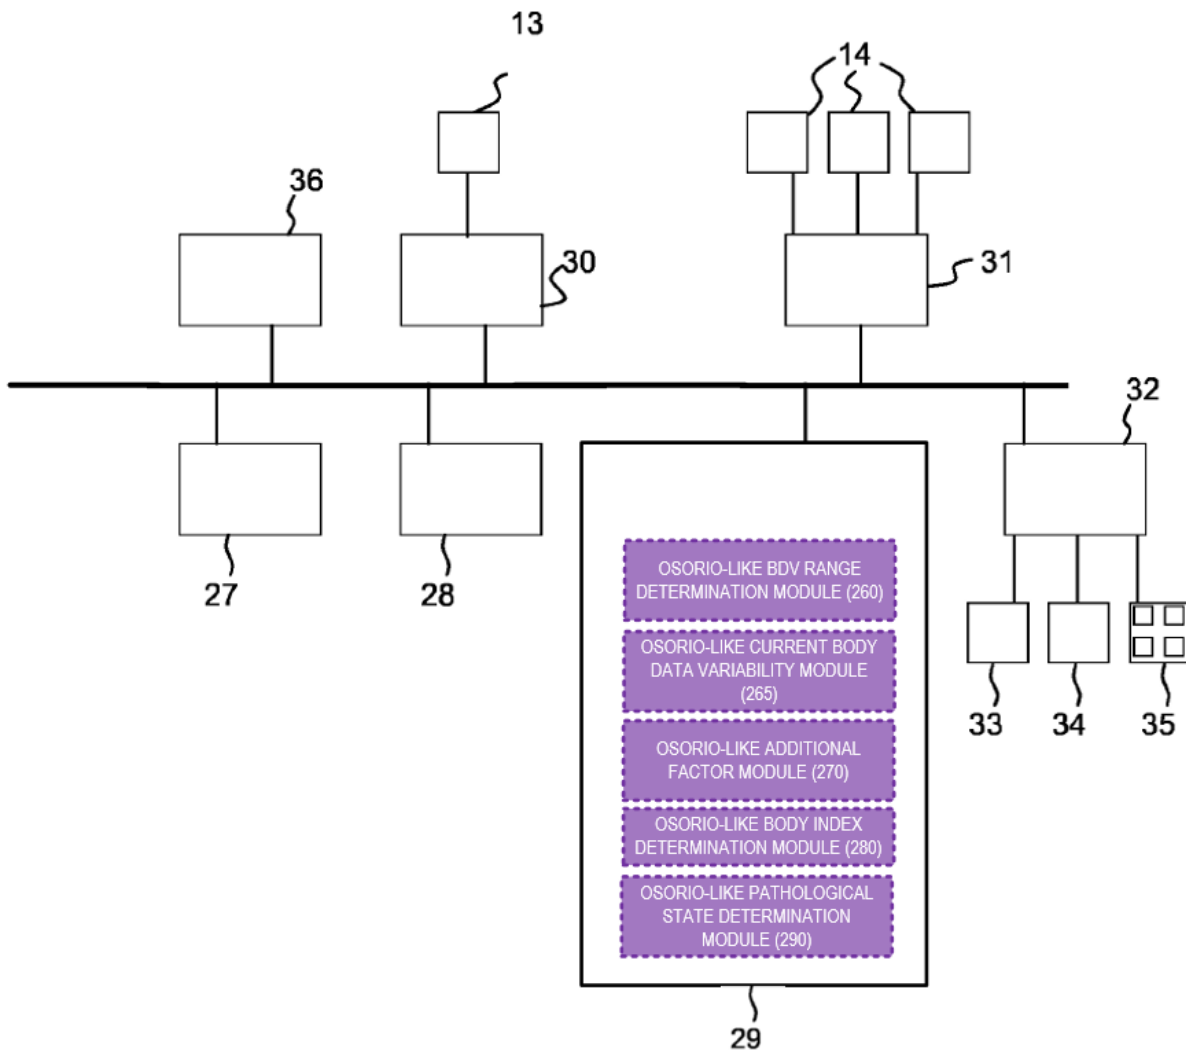 13
14
36
30
31
32
27
28
OSORIO-LIKE BDV RANGE
DETERMINATION MODULE (260)
OSORIO-LIKE CURRENT BODY
DATA VARIABILITY MODULE
(265)
OSORIO-LIKE ADDITIONAL
FACTOR MODULE (270)
OSORIO-LIKE BODY INDEX
DETERMINATION MODULE (280)
OSORIO-LIKE PATHOLOGICAL
STATE DETERMINATION
MODULE (290)
33
34
35
29